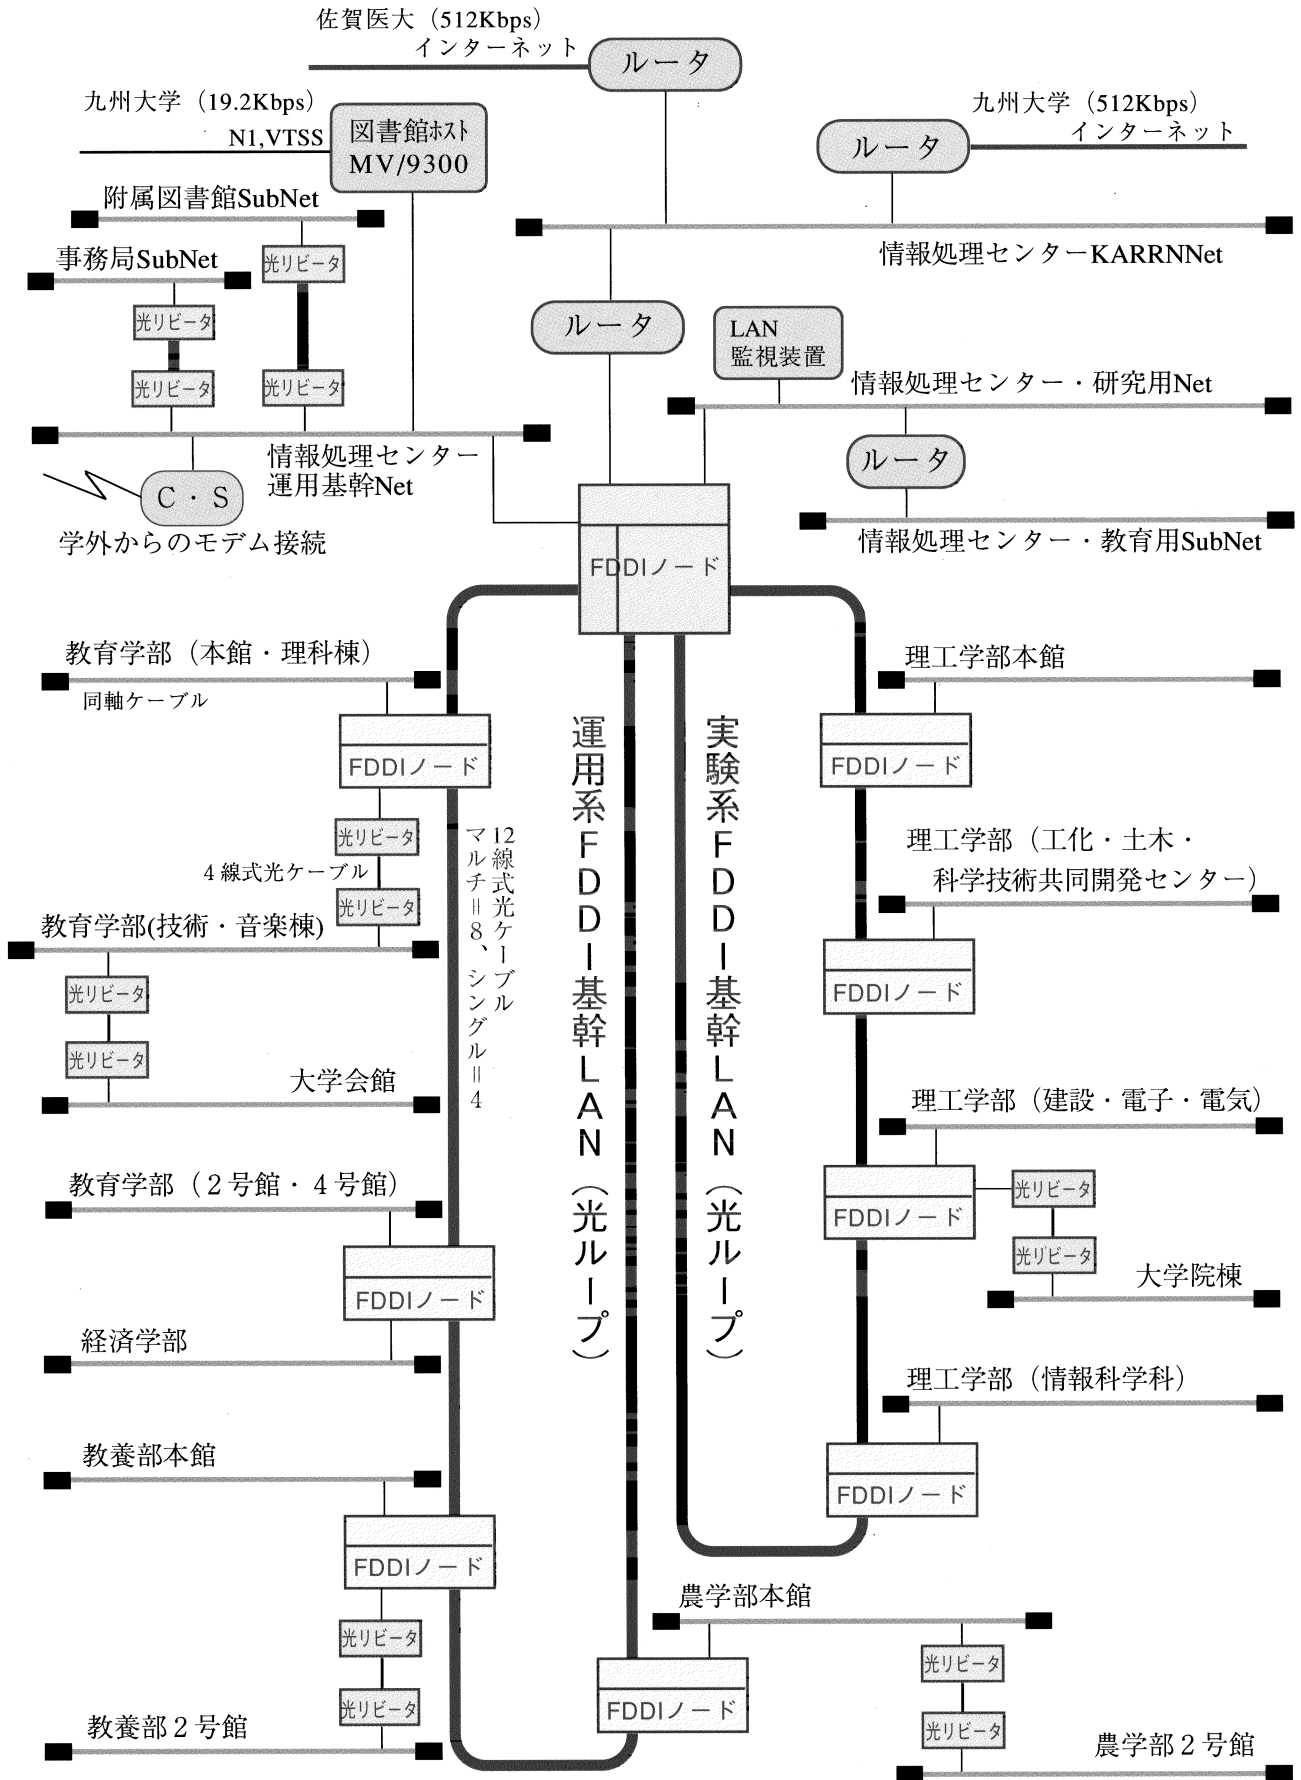 佐賀医大（512Kbps）
インターネット
ルータ
九州大学（19.2Kbps）
N1,VTSS
図書館ﾎｽﾄ
MV/9300
九州大学（512Kbps）
インターネット
ルータ
附属図書館SubNet
光リピータ
事務局SubNet
光リピータ
光リピータ
光リピータ
情報処理センターKARRNNet
ルータ
LAN
監視装置
情報処理センター・研究用Net
ルータ
情報処理センター・教育用SubNet
情報処理センター
運用基幹Net
C・S
学外からのモデム接続
FDDIノード
教育学部（本館・理科棟）
同軸ケーブル
FDDIノード
光リピータ
4線式光ケーブル
光リピータ
教育学部(技術・音楽棟)
光リピータ
光リピータ
大学会館
12線式光ケーブル
マルチ＝8、シングル＝4
教育学部（２号館・４号館）
FDDIノード
経済学部
教養部本館
FDDIノード
光リピータ
光リピータ
教養部２号館
運用系FDDI基幹LAN（光ループ）
実験系FDDI基幹LAN（光ループ）
理工学部本館
FDDIノード
理工学部（工化・土木・
科学技術共同開発センター）
FDDIノード
理工学部（建設・電子・電気）
FDDIノード
光リピータ
光リピータ
大学院棟
理工学部（情報科学科）
FDDIノード
農学部本館
FDDIノード
光リピータ
光リピータ
農学部２号館